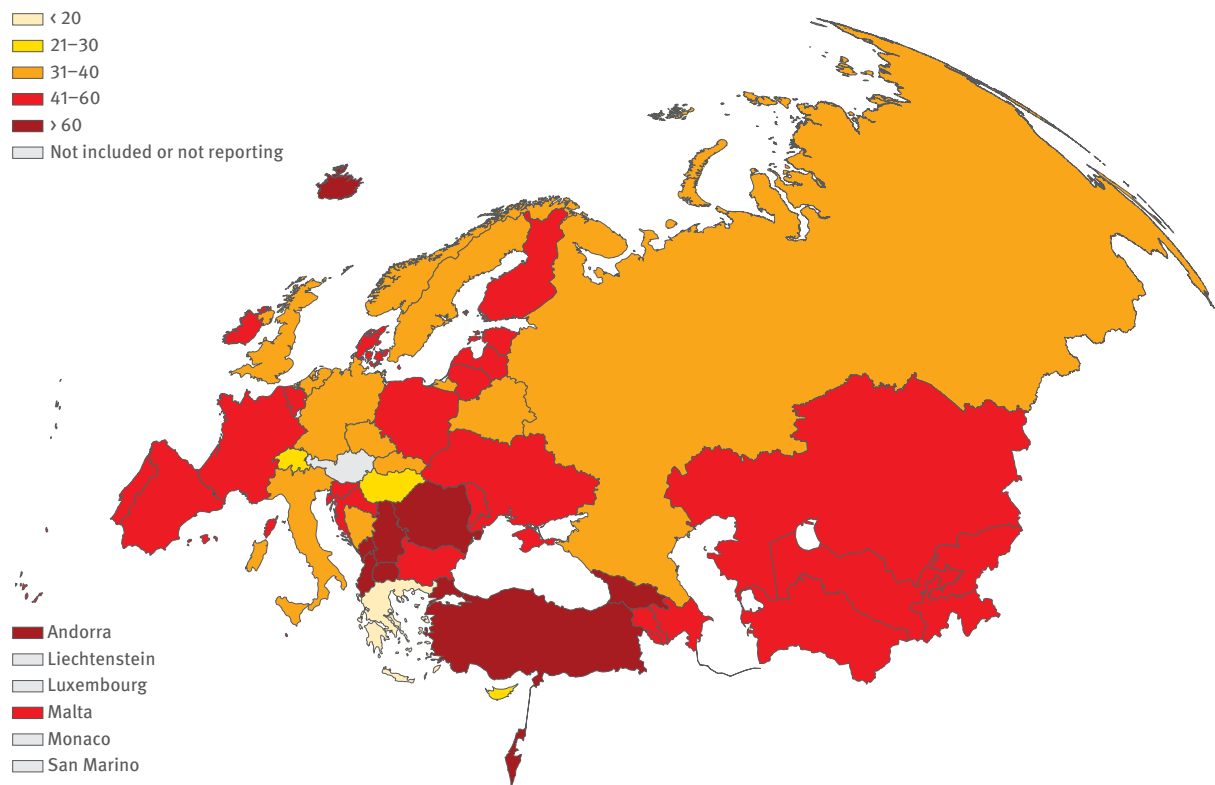 < 20
21–30
31–40
41–60
> 60
Not included or not reporting
Andorra
Liechtenstein
Luxembourg
Malta
Monaco
San Marino